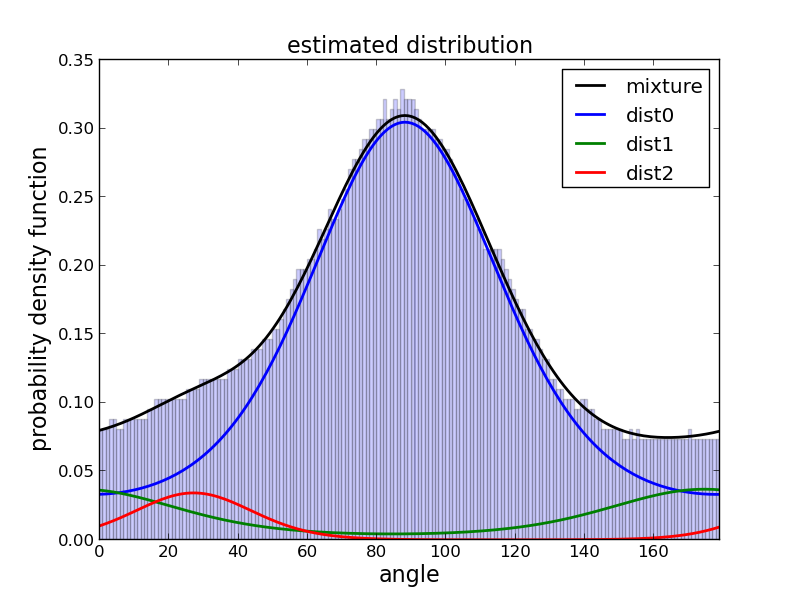 estimated distribution
probability density function
0.35
0.30
0.25
0.20
0.15
0.10
0.05
0.00
mixture
dist0
dist1
dist2
0 20 40 60 80 100 120 140 160
angle